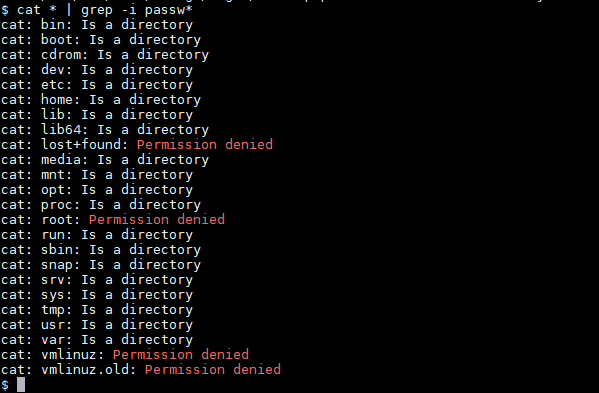 $ cat * | grep -i passw*
cat: bin: Is a directory
cat: boot: Is a directory
cat: cdrom: Is a directory
cat: dev: Is a directory
cat: etc: Is a directory
cat: home: Is a directory
cat: lib: Is a directory
cat: lib64: Is a directory
cat: lost+found: Permission denied
cat: media: Is a directory
cat: mnt: Is a directory
cat: opt: Is a directory
cat: proc: Is a directory
cat: root: Permission denied
cat: run: Is a directory
cat: sbin: Is a directory
cat: snap: Is a directory
cat: srv: Is a directory
cat: sys: Is a directory
cat: tmp: Is a directory
cat: usr: Is a directory
cat: var: Is a directory
cat: vmlinuz: Permission denied
cat: vmlinuz.old: Permission denied
$